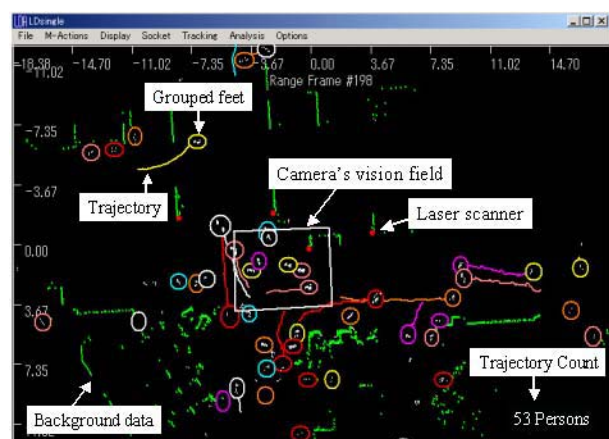 LDsingle
File M-Actions Display Socket Tracking Analysis Options
-18.38 -14.70 -11.02 -7.35 -3.67 0.00 3.67 7.35 11.02 14.70
-11.02
Range Frame #198
Grouped feet
-7.35
Camera's vision field
-3.67
Trajectory
Laser scanner
0.00
3.67
7.35
Trajectory Count
Background data
53 Persons